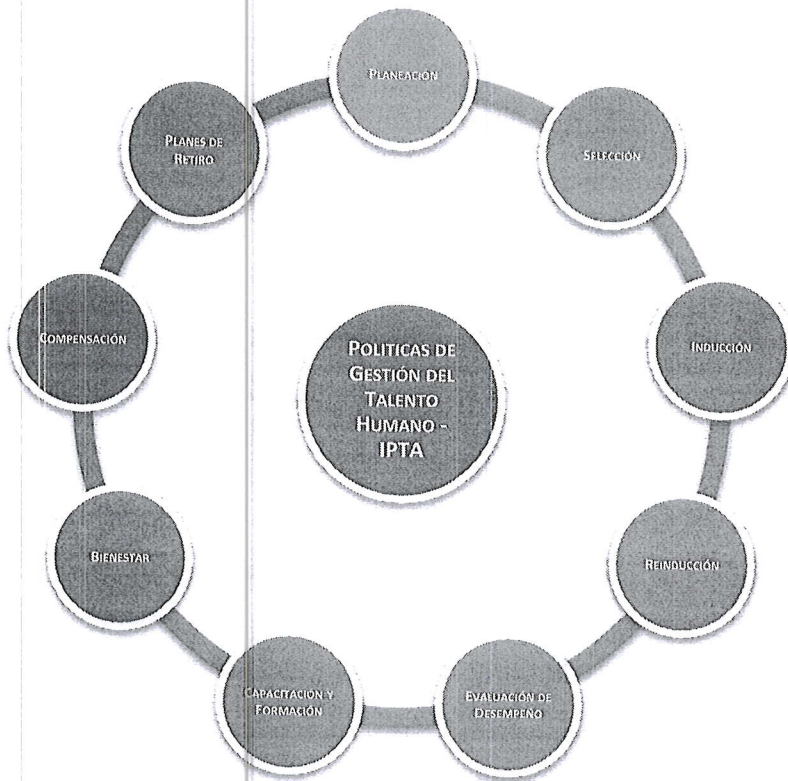 PLANEACIÓN
SELECCIÓN
INDUCCIÓN
REINDUCCIÓN
EVALUACIÓN DE
DESEMPEÑO
CAPACITACION Y
FORMACIÓN
BIENESTAR
COMPENSACIÓN
PLANES DE
RETIRO
POLITICAS DE
GESTIÓN DEL
TALENTO
HUMANO -
IPTA